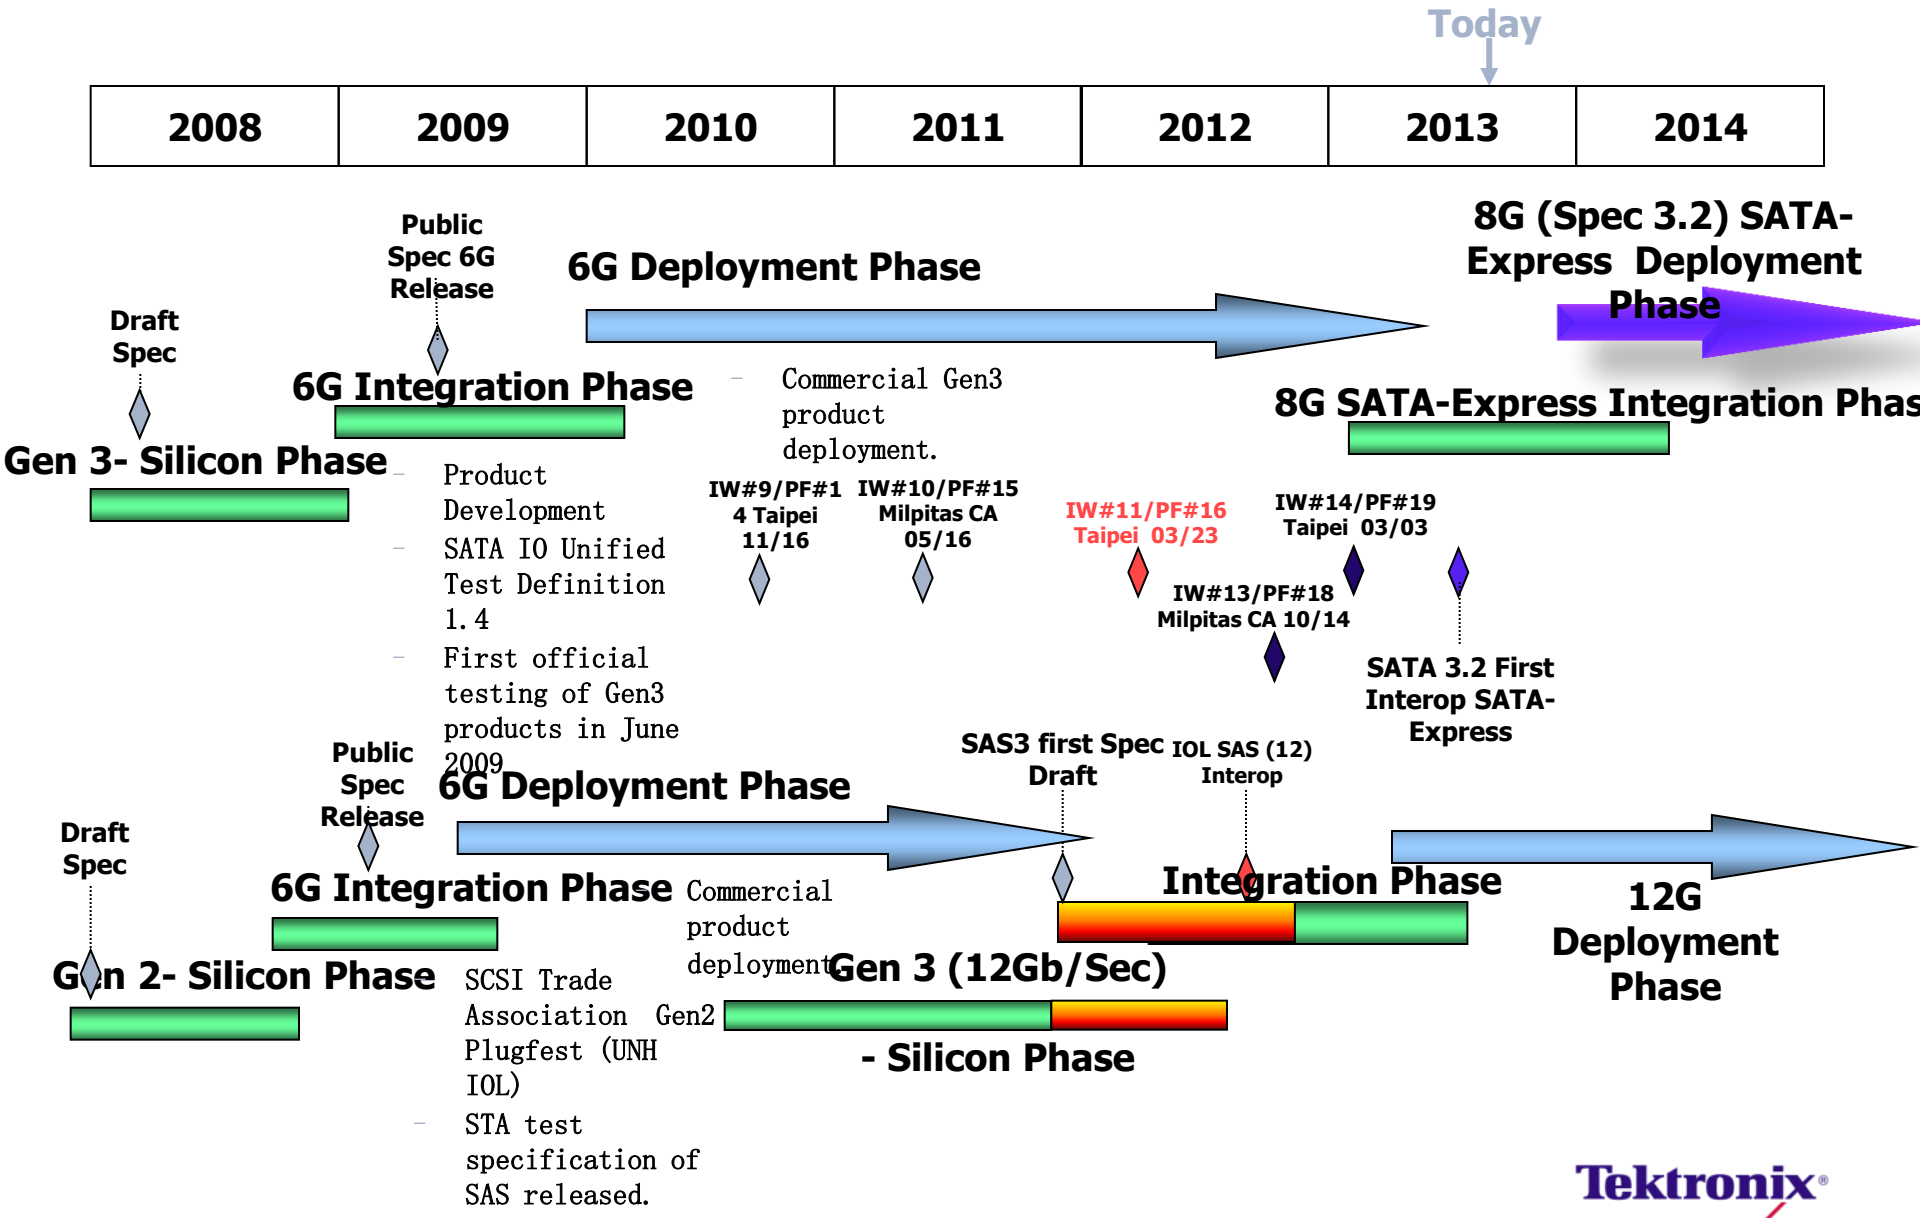 Today
2008
2009
2010
2011
2012
2013
2014
Public
Spec 6G
Release
6G Deployment Phase
8G (Spec 3.2) SATA-
Express Deployment
Phase
Draft
Spec
6G Integration Phase
– Commercial Gen3
product
deployment.
8G SATA-Express Integration Phas
Gen 3- Silicon Phase
– Product
Development
– SATA IO Unified
Test Definition
1.4
– First official
testing of Gen3
products in June
2009
IW#9/PF#1
4 Taipei
11/16
IW#10/PF#15
Milpitas CA
05/16
IW#11/PF#16
Taipei 03/23
IW#14/PF#19
Taipei 03/03
IW#13/PF#18
Milpitas CA 10/14
SATA 3.2 First
Interop SATA-
Express
Public
Spec
Release
6G Deployment Phase
SAS3 first Spec
Draft
IOL SAS (12)
Interop
Draft
Spec
6G Integration Phase
– Commercial
product
deployment.
Integration Phase
12G
Deployment
Phase
Gen 2- Silicon Phase
SCSI Trade
Association Gen2
Plugfest (UNH
IOL)
– STA test
specification of
SAS released.
Gen 3 (12Gb/Sec)
- Silicon Phase
Tektronix®